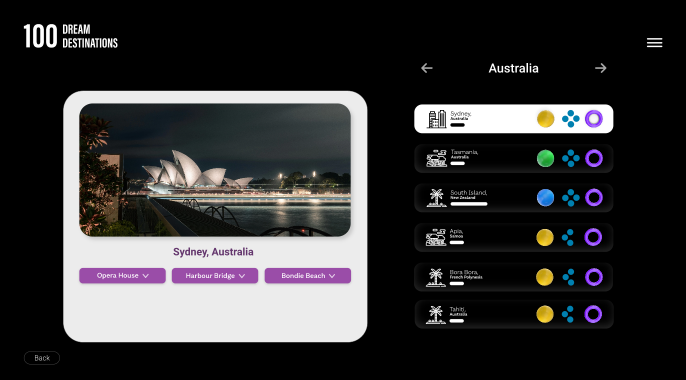 100 DREAM
DESTINATIONS
Australia
Sydney, Australia
Opera House
Harbour Bridge
Bondie Beach
Sydney,
Australia
Tasmania,
Australia
South Island,
New Zealand
Apia,
Samoa
Bora Bora,
French Polynesia
Tahiti,
Australia
Back